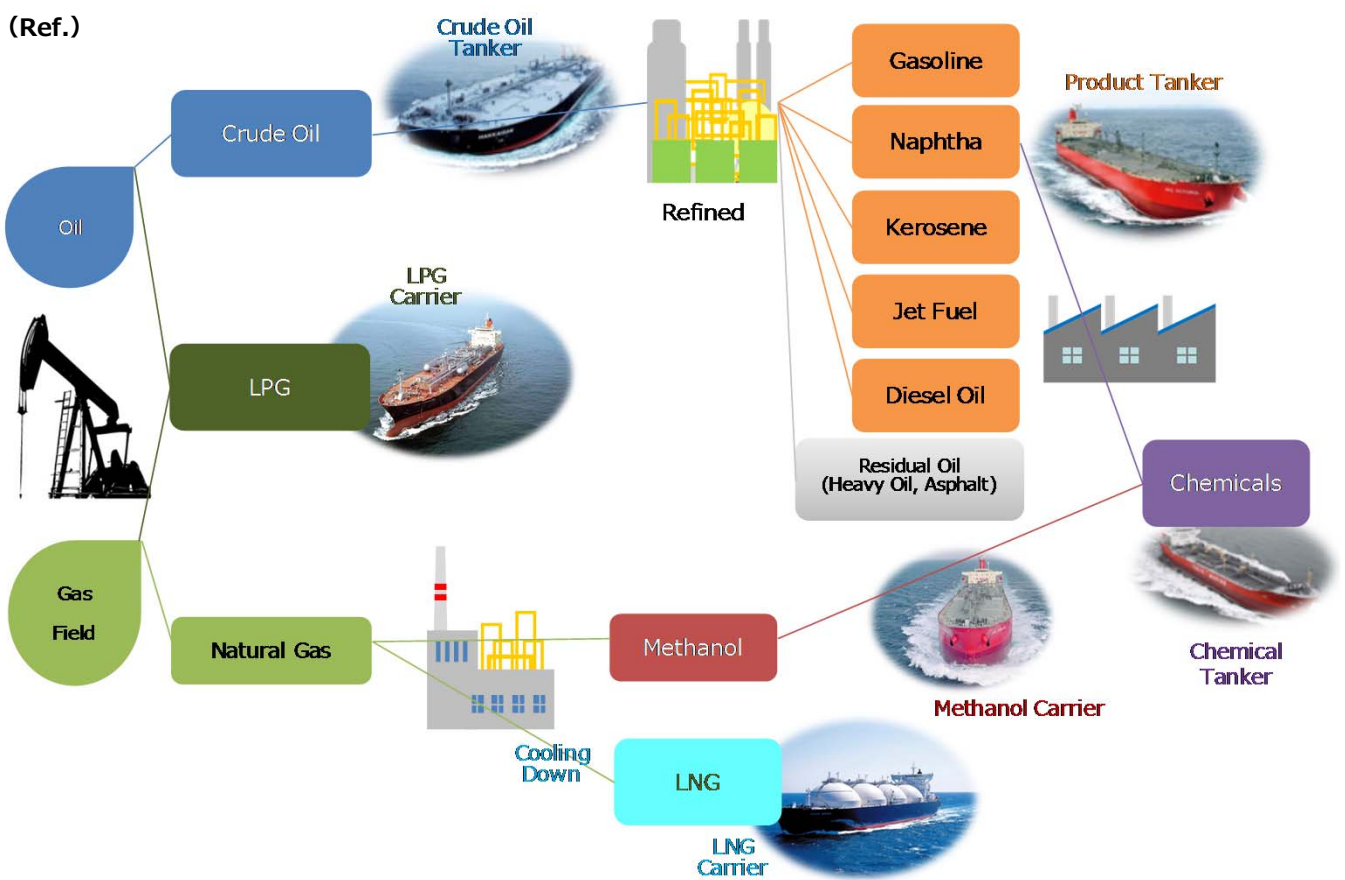 (Ref.)
Crude Oil
Tanker
Crude Oil
Oil
Refined
Gasoline
Naphtha
Kerosene
Jet Fuel
Diesel Oil
Residual Oil
(Heavy Oil, Asphalt)
Product Tanker
LPG
Carrier
LPG
Chemicals
Chemical
Tanker
Gas
Field
Natural Gas
Methanol
Methanol Carrier
Cooling
Down
LNG
LNG
Carrier